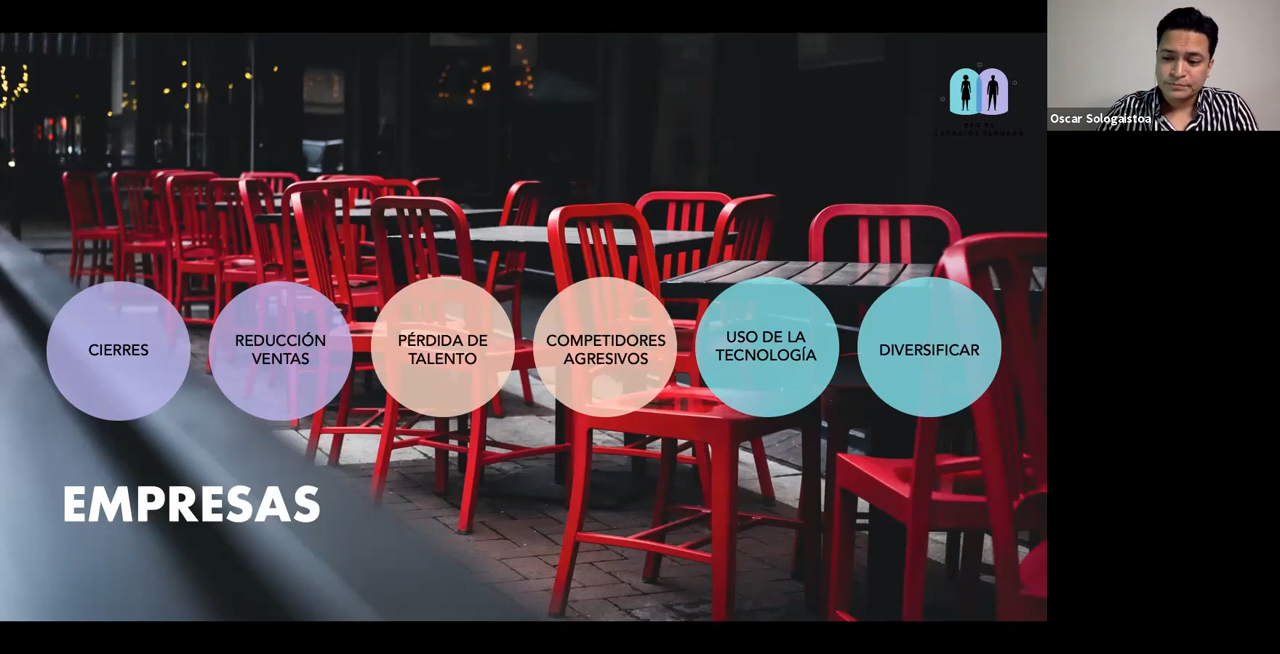 CIERRES
REDUCCIÓN
VENTAS
PÉRDIDA DE
TALENTO
COMPETIDORES
AGRESIVOS
USO DE LA
TECNOLOGÍA
DIVERSIFICAR
EMPRESAS
Oscar Sologaistoa